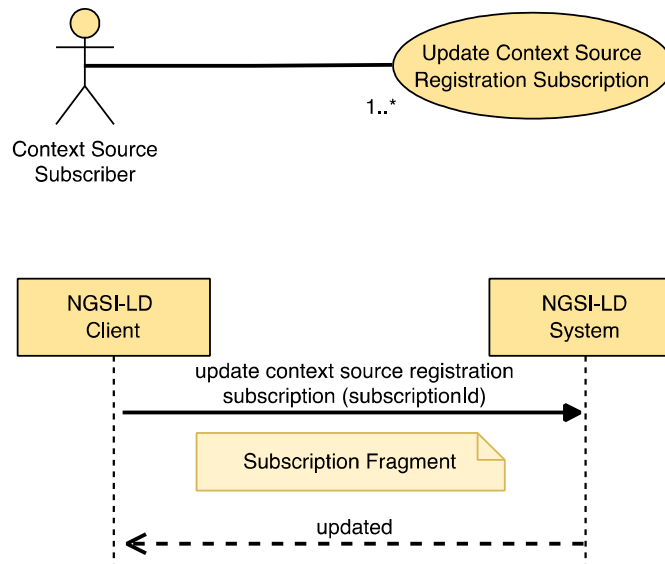 Update Context Source
Registration Subscription
1..*
Context Source
Subscriber
NGSI-LD
Client
NGSI-LD
System
update context source registration
subscription (subscriptionId)
Subscription Fragment
updated